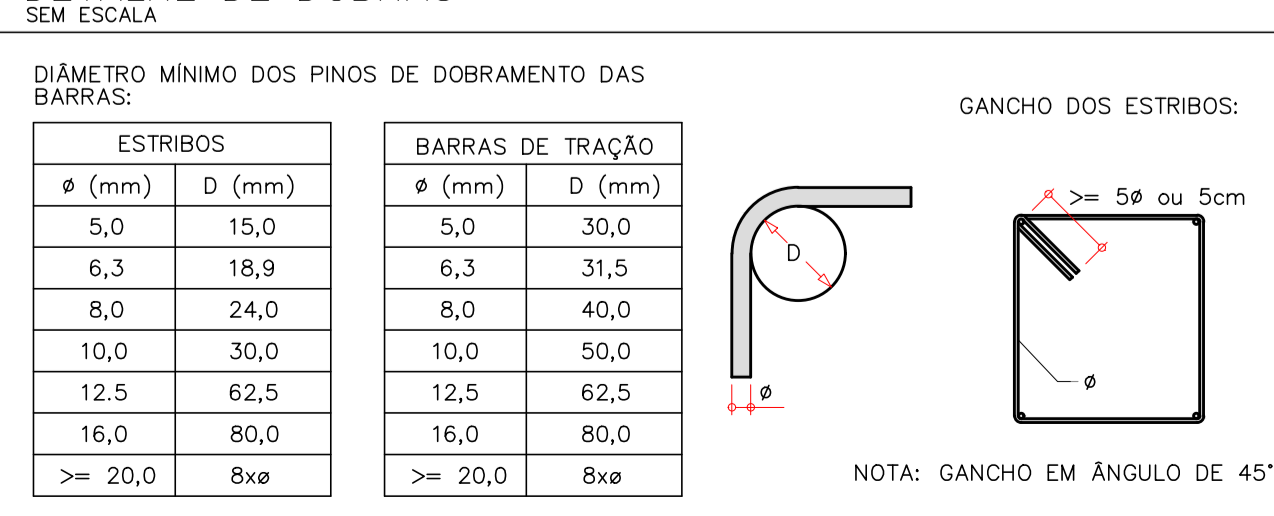 SEM ESCALA
DIÂMETRO MÍNIMO DOS PINOS DE DOBRAMENTO DAS
BARRAS:
ESTRIBOS
ø (mm) D (mm)
5,0 15,0
6,3 18,9
8,0 24,0
10,0 30,0
12.5 62,5
16,0 80,0
>= 20,0 8xø
BARRAS DE TRAÇÃO
ø (mm) D (mm)
5,0 30,0
6,3 31,5
8,0 40,0
10,0 50,0
12,5 62,5
16,0 80,0
>= 20,0 8xø
D
ø
GANCHO DOS ESTRIBOS:
>= 5ø ou 5cm
ø
NOTA: GANCHO EM ÂNGULO DE 45°